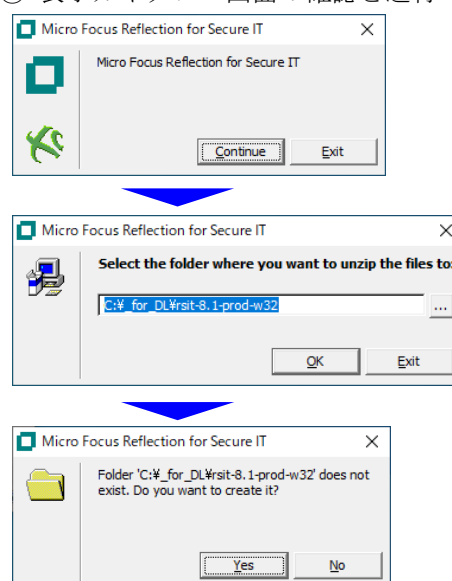 Micro Focus Reflection for Secure IT
Micro Focus Reflection for Secure IT
Continue
Exit
Micro Focus Reflection for Secure IT
Select the folder where you want to unzip the files to:
C:¥_for_DL¥rsit-8.1-prod-w32
...
OK
Exit
Micro Focus Reflection for Secure IT
Folder 'C:¥_for_DL¥rsit-8.1-prod-w32' does not
exist. Do you want to create it?
Yes
No